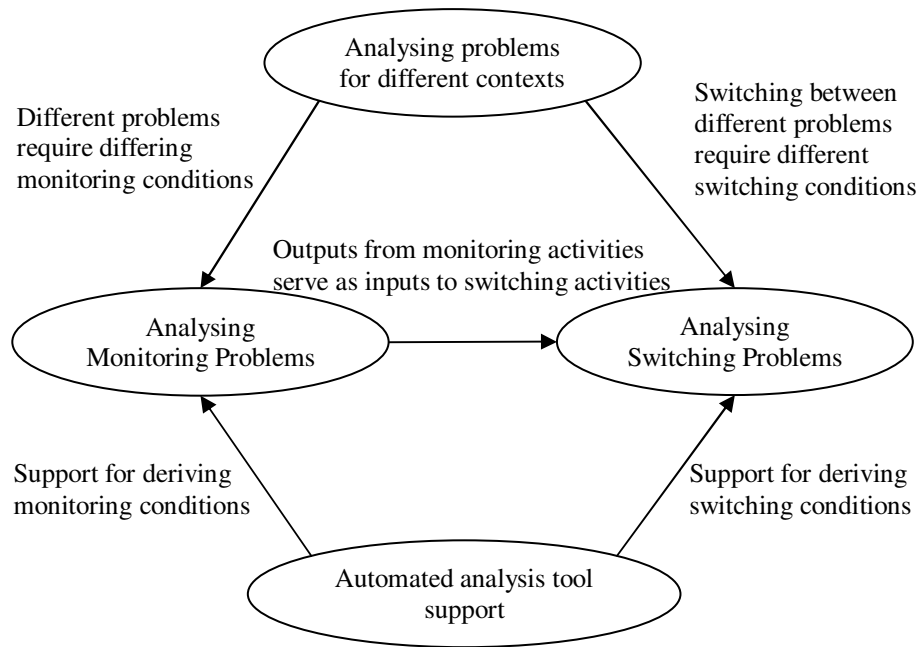 Analysing problems
for different contexts
Different problems
require differing
monitoring conditions
Switching between
different problems
require different
switching conditions
Outputs from monitoring activities
serve as inputs to switching activities
Analysing
Monitoring Problems
Analysing
Switching Problems
Support for deriving
monitoring conditions
Support for deriving
switching conditions
Automated analysis tool
support